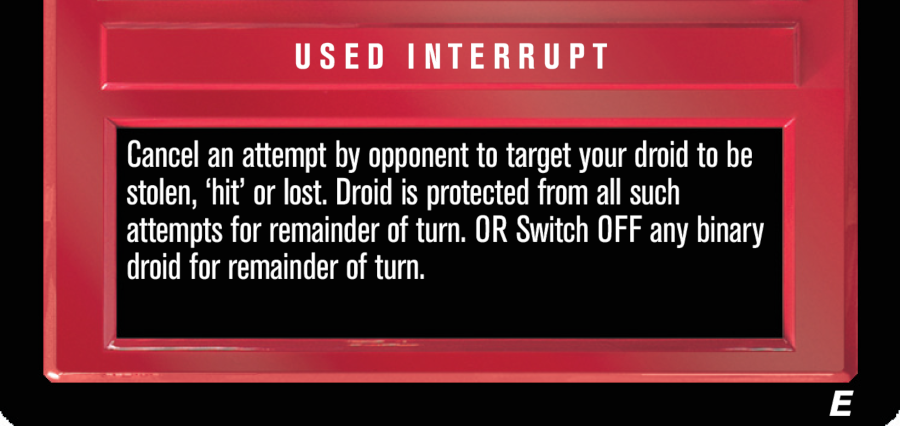 USED INTERRUPT
Cancel an attempt by opponent to target your droid to be
stolen, ‘hit’ or lost. Droid is protected from all such
attempts for remainder of turn. OR Switch OFF any binary
droid for remainder of turn.
E